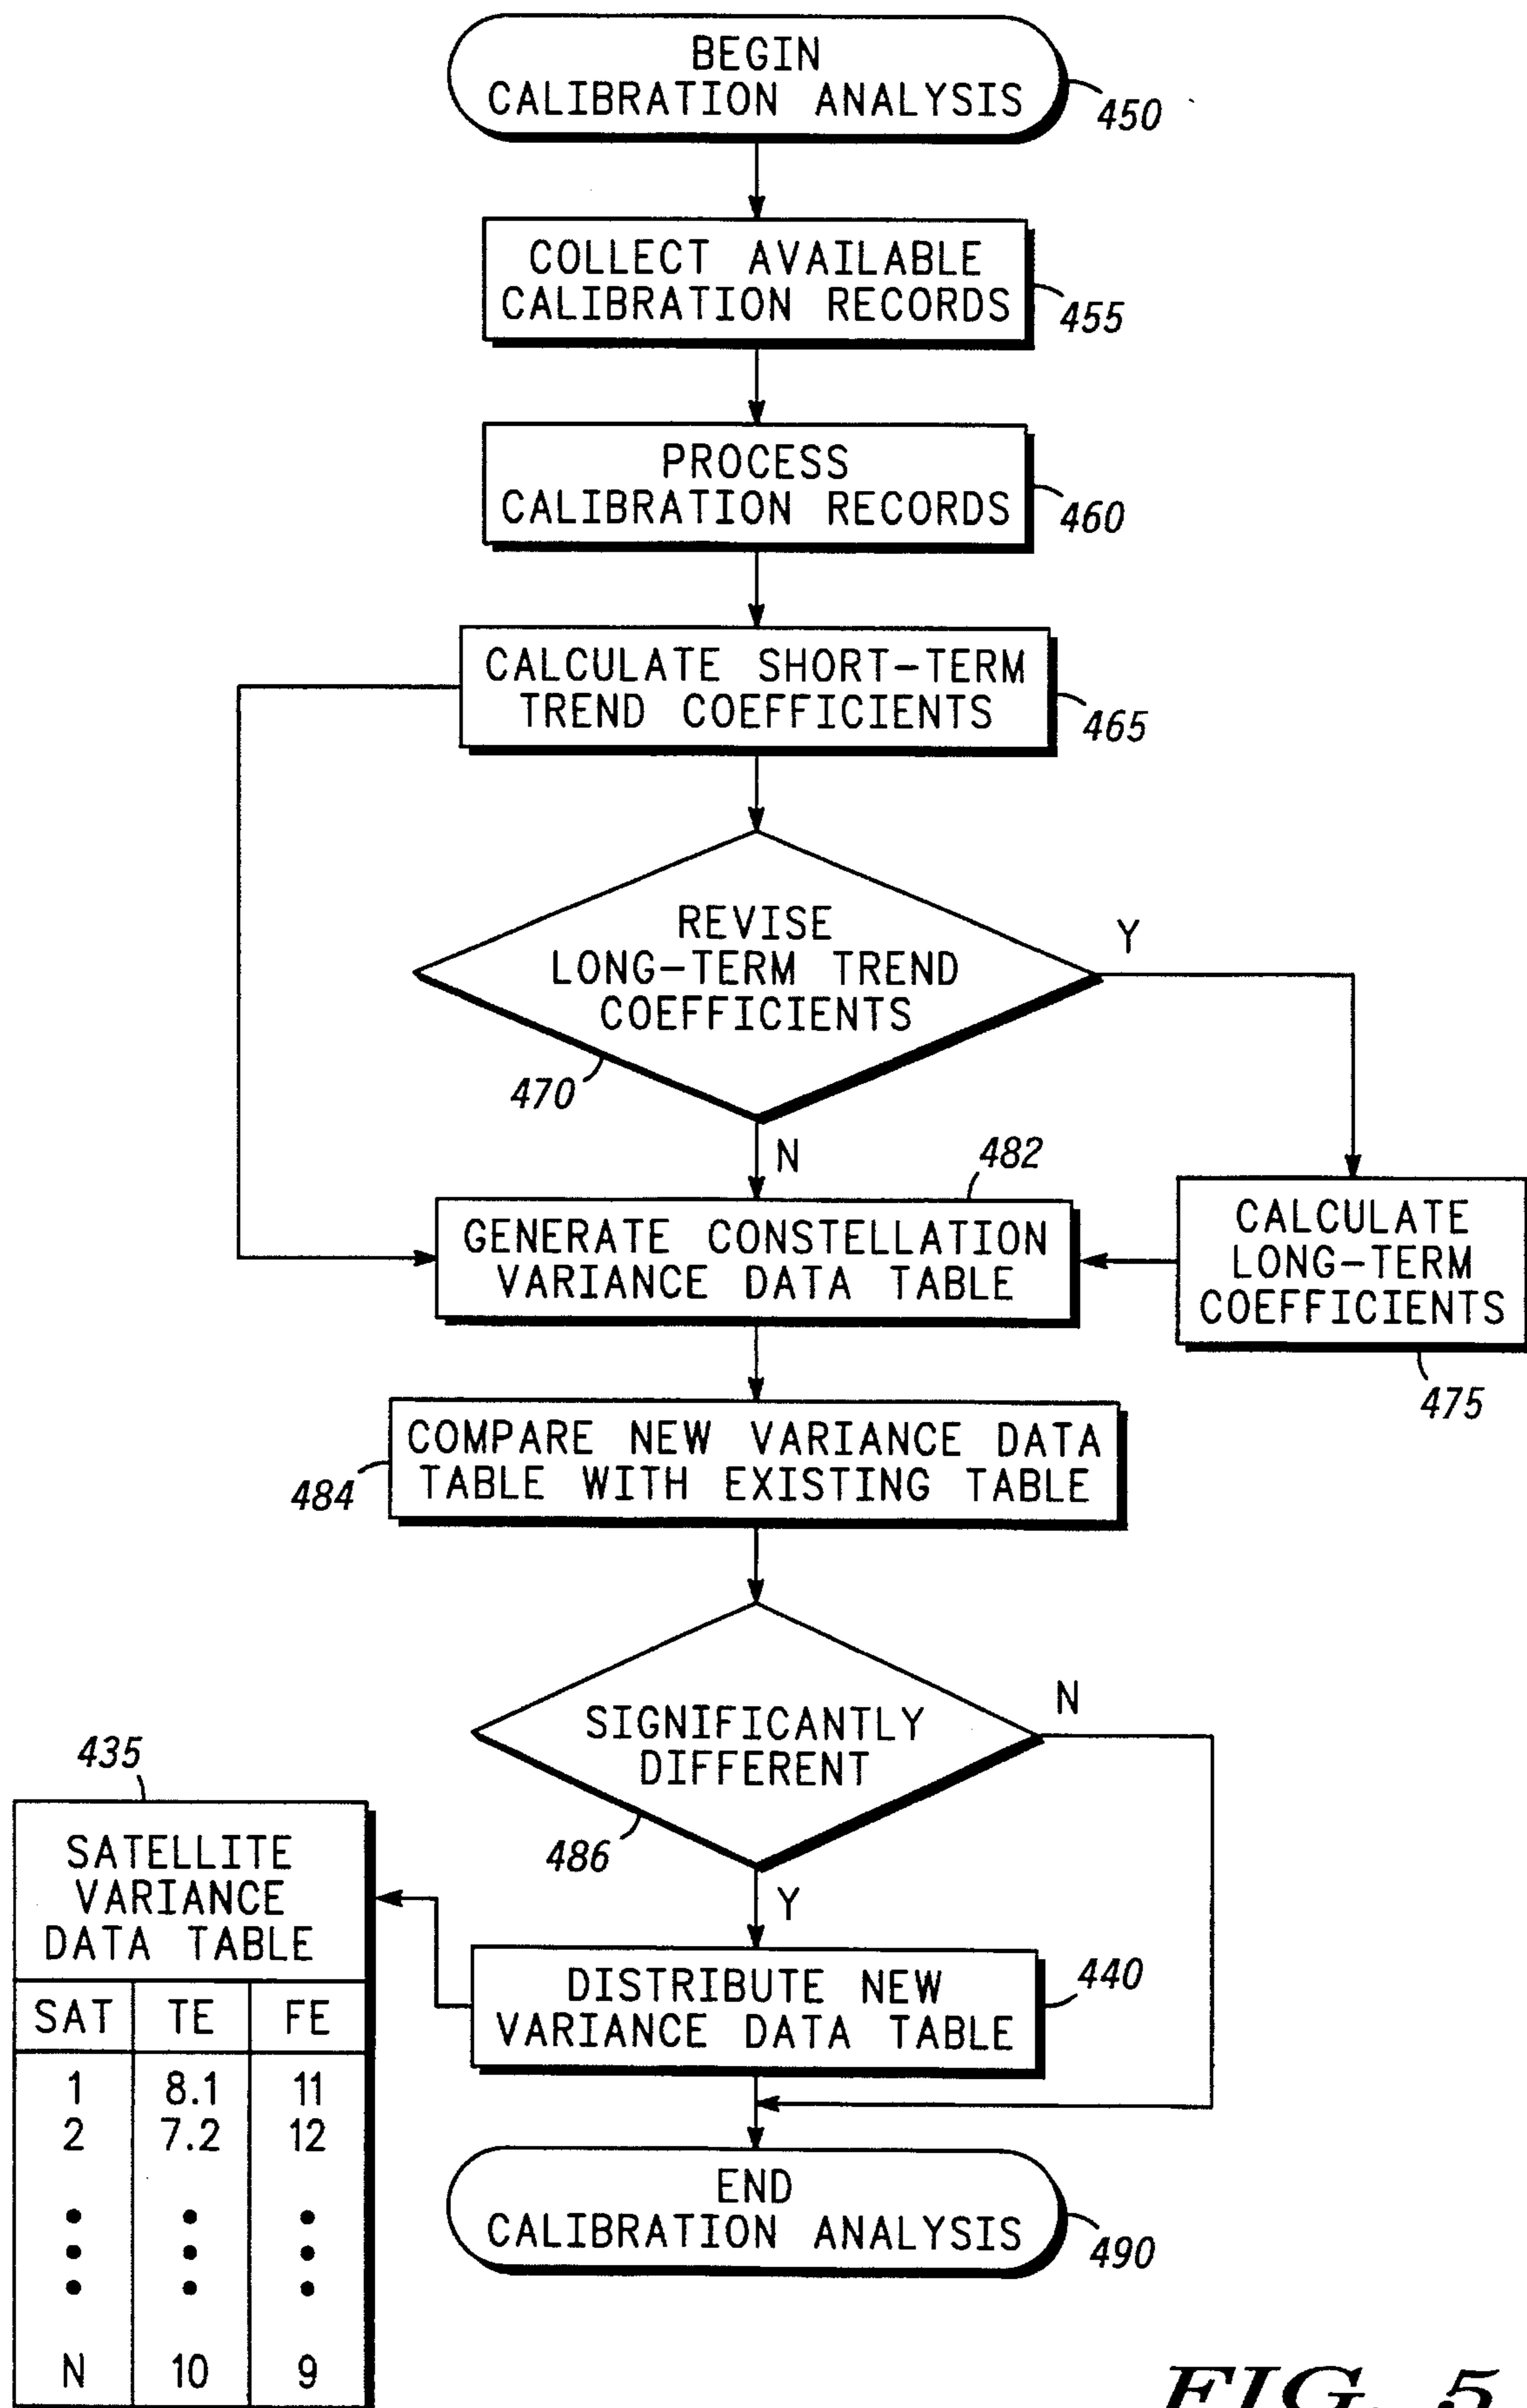 BEGIN
CALIBRATION ANALYSIS
450
COLLECT AVAILABLE
CALIBRATION RECORDS
455
PROCESS
CALIBRATION RECORDS
460
CALCULATE SHORT-TERM
TREND COEFFICIENTS
465
REVISE
LONG-TERM TREND
COEFFICIENTS
Y
470
N
482
GENERATE CONSTELLATION
VARIANCE DATA TABLE
CALCULATE
LONG-TERM
COEFFICIENTS
475
COMPARE NEW VARIANCE DATA
TABLE WITH EXISTING TABLE
484
SIGNIFICANTLY
DIFFERENT
N
486
Y
435
SATELLITE
VARIANCE
DATA TABLE
SAT TE FE
1 8.1 11
2 7.2 12
N 10 9
DISTRIBUTE NEW
VARIANCE DATA TABLE
440
END
CALIBRATION ANALYSIS
490
FIG. 5